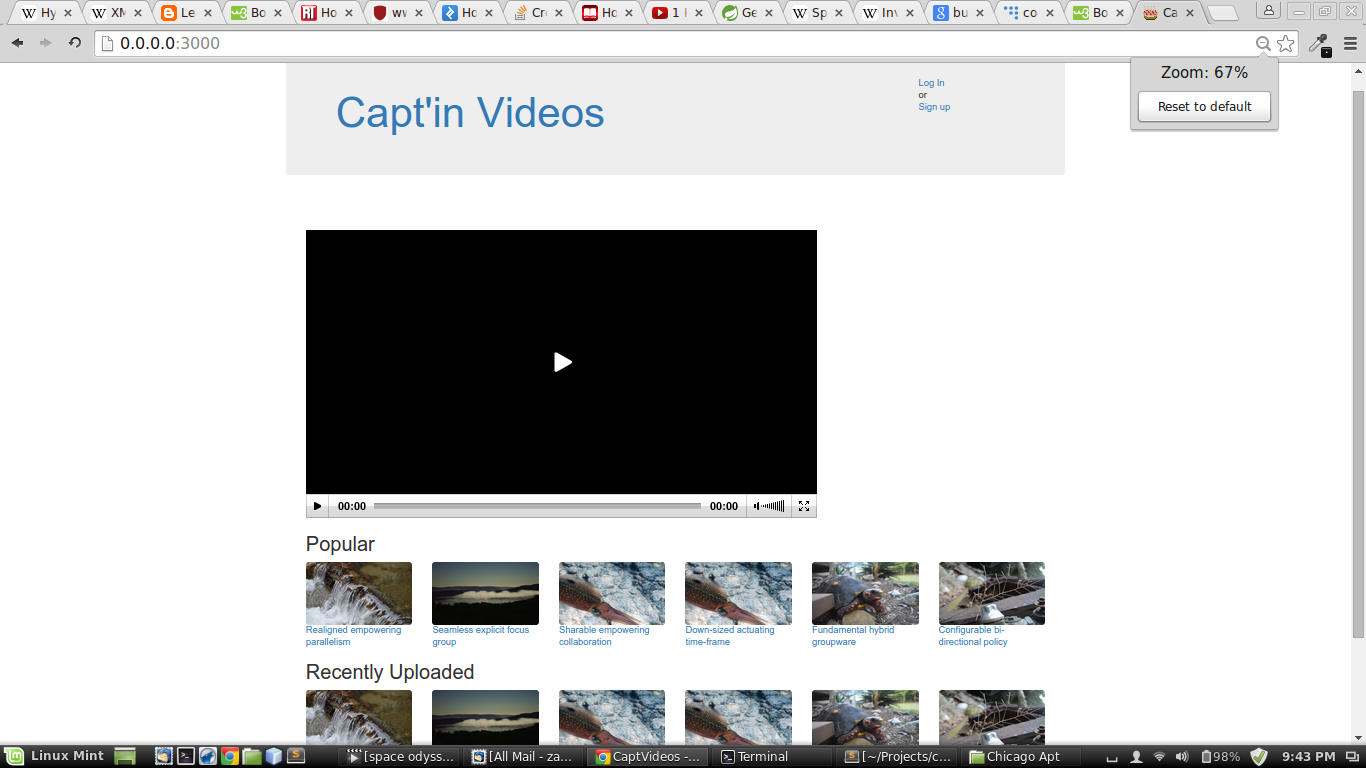 Hy
XM
Le
Bo
Ho
wv
Ho
Cr
Ho
1
Ge
Sp
Inv
bu
co
Bo
Ca
0.0.0.0:3000
Zoom: 67%
Reset to default
Capt'in Videos
Log In
or
Sign up
00:00
00:00
Popular
Realigned empowering
parallelism
Seamless explicit focus
group
Sharable empowering
collaboration
Down-sized actuating
time-frame
Fundamental hybrid
groupware
Configurable bi-
directional policy
Recently Uploaded
Linux Mint
[space odyss...
[All Mail - za...
CaptVideos -...
Terminal
[~/Projects/c...
Chicago Apt
98%
9:43 PM